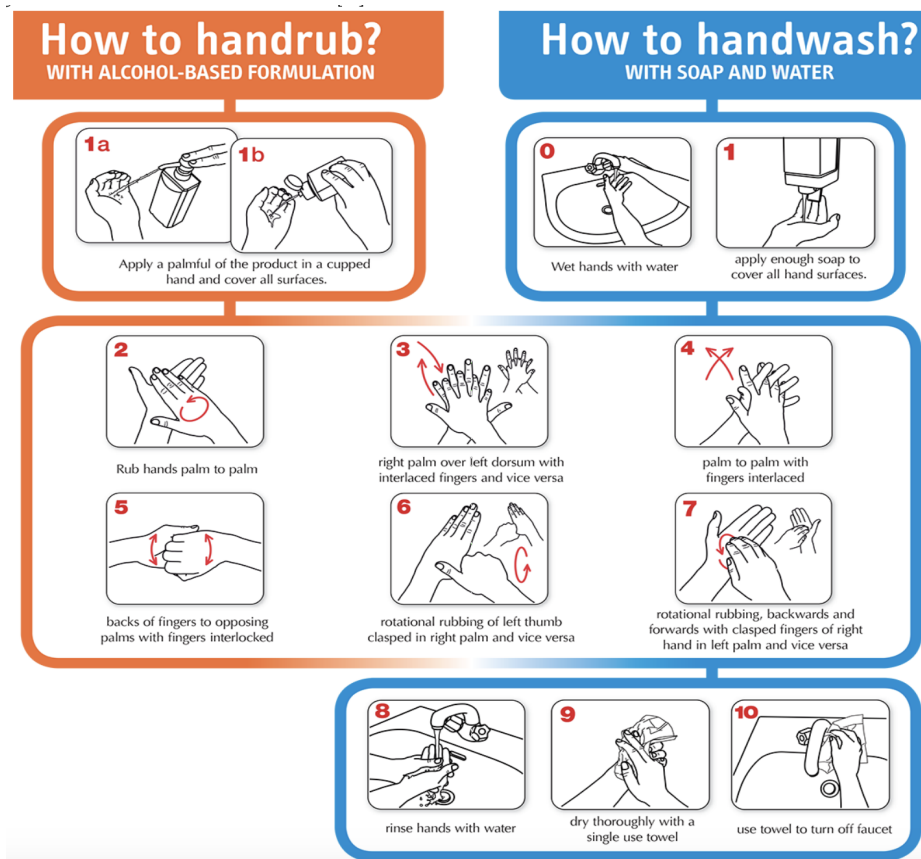 How to handrub?
WITH ALCOHOL-BASED FORMULATION
How to handwash?
WITH SOAP AND WATER
1a
1b
Apply a palmful of the product in a cupped
hand and cover all surfaces.
0
Wet hands with water
1
apply enough soap to
cover all hand surfaces.
2
Rub hands palm to palm
3
right palm over left dorsum with
interlaced fingers and vice versa
4
palm to palm with
fingers interlaced
5
backs of fingers to opposing
palms with fingers interlocked
6
rotational rubbing of left thumb
clasped in right palm and vice versa
7
rotational rubbing, backwards and
forwards with clasped fingers of right
hand in left palm and vice versa
8
rinse hands with water
9
dry thoroughly with a
single use towel
10
use towel to turn off faucet